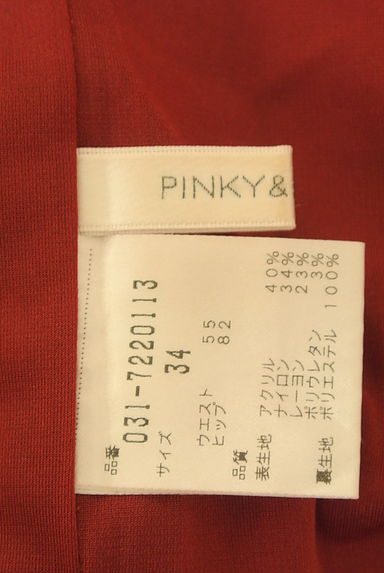 PINKY&
品番 031-7220113
サイズ 34
ウエスト 55
ヒップ 82
品質
表生地 アクリル 40%
ナイロン 34%
レーヨン 23%
ポリウレタン 3%
裏生地 ポリエステル 100%